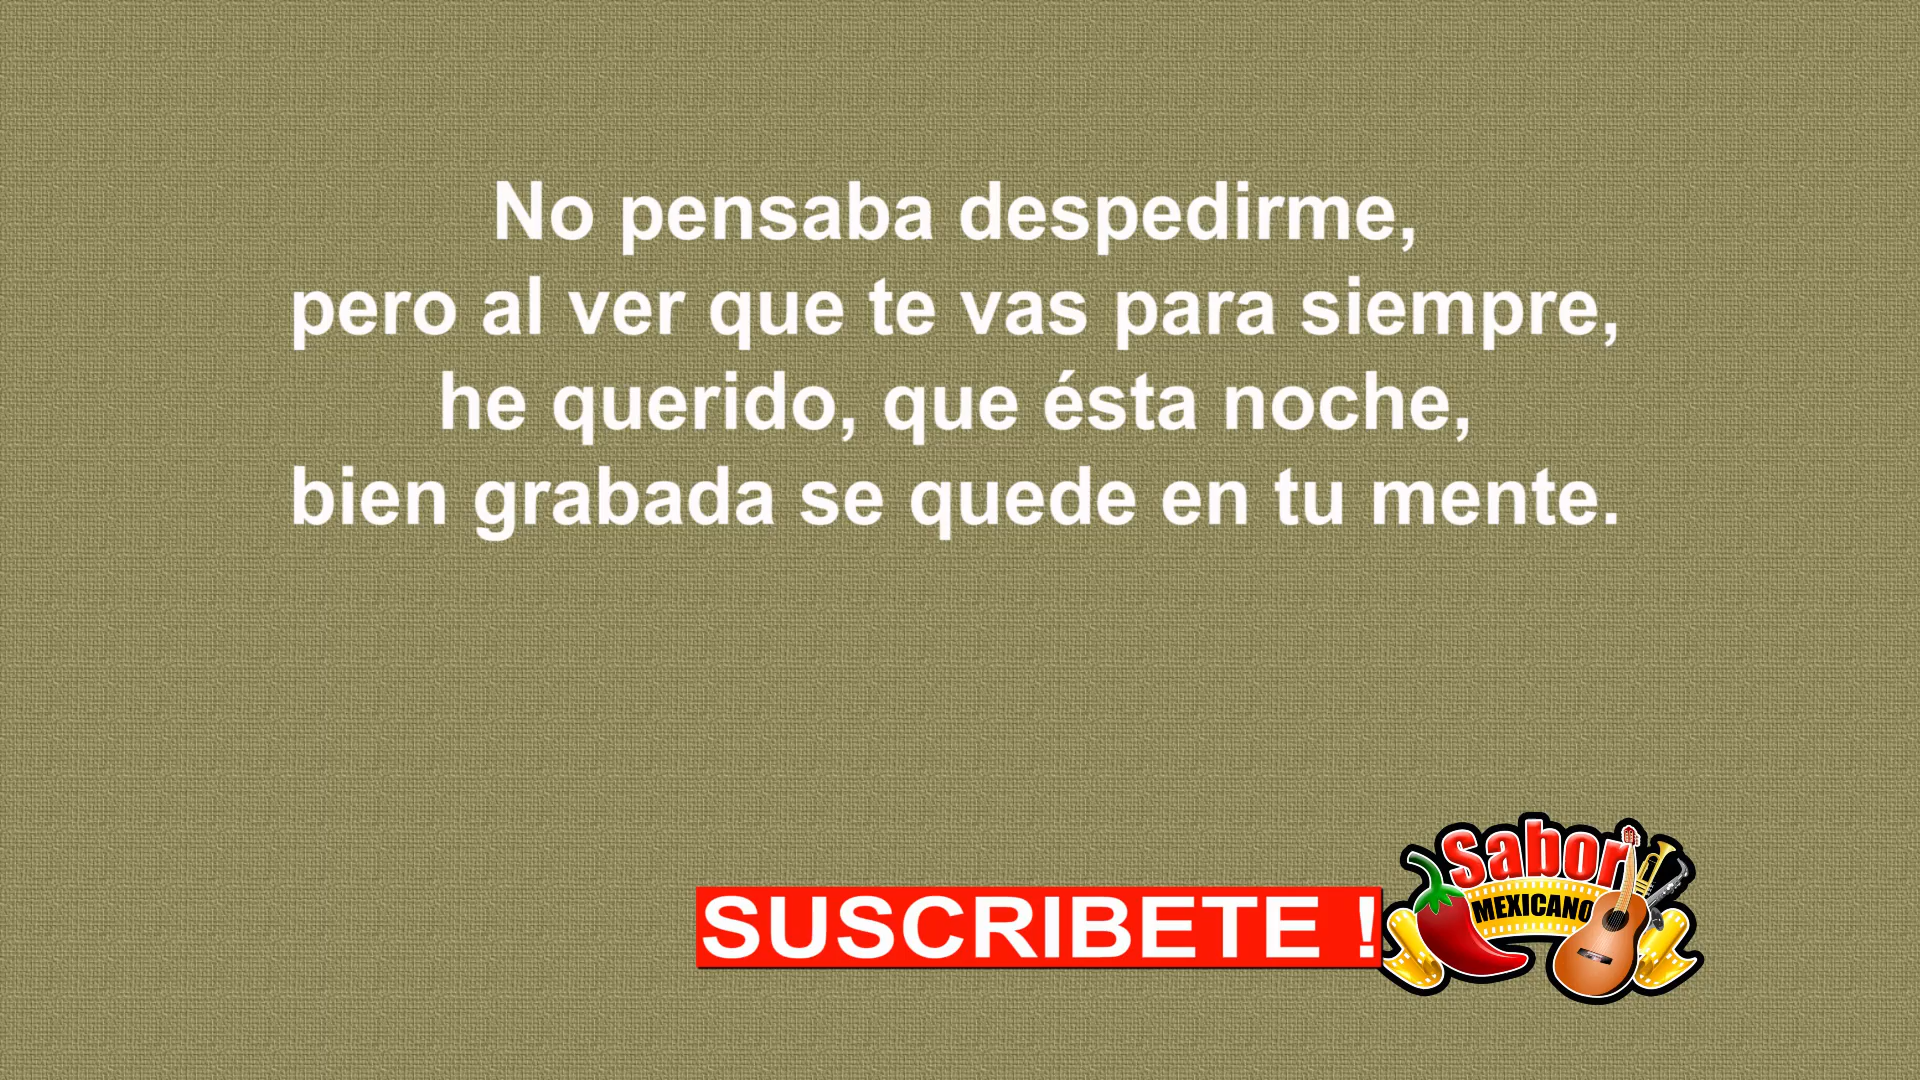 No pensaba despedirme,
pero al ver que te vas para siempre,
he querido, que ésta noche,
bien grabada se quede en tu mente.
SUSCRIBETE !
Sabor
MEXICANO